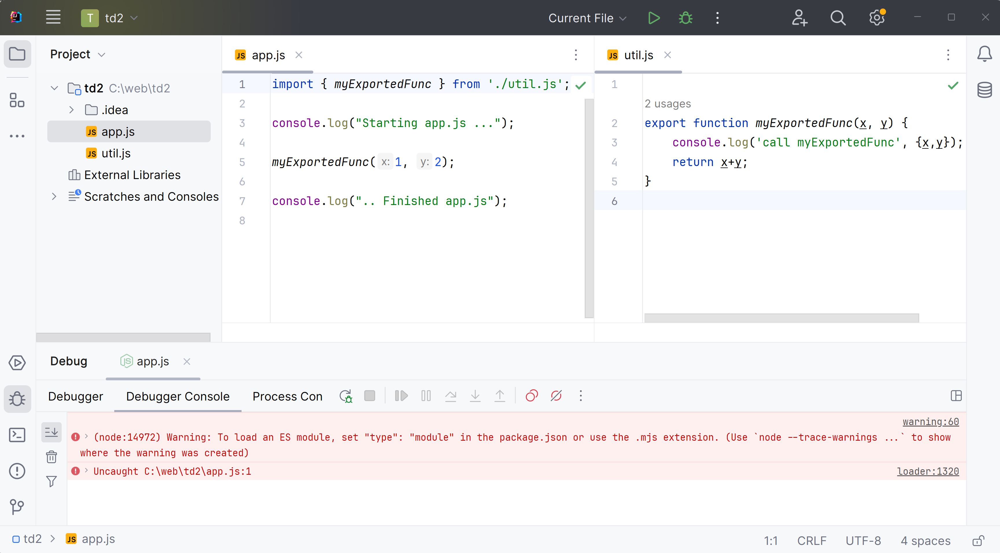 T td2
Current File
Project
td2 C:\web\td2
.idea
JS app.js
JS util.js
External Libraries
Scratches and Consoles
JS app.js
1 import { myExportedFunc } from './util.js';
2
3 console.log("Starting app.js ...");
4
5 myExportedFunc( x: 1, y: 2);
6
7 console.log(".. Finished app.js");
8
JS util.js
1
2 usages
2 export function myExportedFunc(x, y) {
3 console.log('call myExportedFunc', {x,y});
4 return x+y;
5 }
6
Debug
JS app.js
Debugger
Debugger Console
Process Con
warning:60
(node:14972) Warning: To load an ES module, set "type": "module" in the package.json or use the .mjs extension. (Use `node --trace-warnings ...` to show
where the warning was created)
Uncaught C:\web\td2\app.js:1 loader:1320
td2 > JS app.js
1:1 CRLF UTF-8 4 spaces